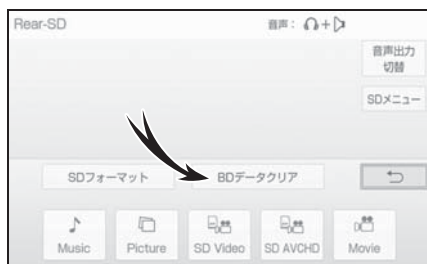 Rear-SD 音声：
音声出力
切替
SDメニュー
SDフォーマット BDデータクリア
Music Picture SD Video SD AVCHD Movie